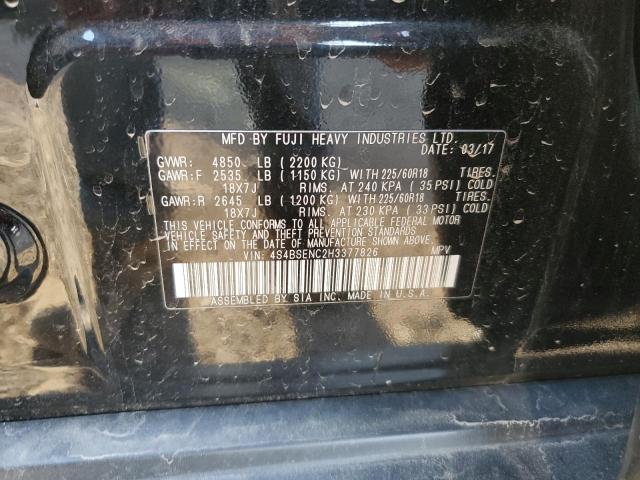 MFD BY FUJI HEAVY INDUSTRIES LTD.
DATE: 03/17
GVWR: 4850 LB (2200 KG)
GAWR:F 2535 LB (1150 KG) WITH 225/60R18 TIRES.
18X7J RIMS. AT 240 KPA (35 PSI) COLD
GAWR:R 2645 LB (1200 KG) WITH 225/60R18 TIRES.
18X7J RIMS. AT 230 KPA (33 PSI) COLD
THIS VEHICLE CONFORMS TO ALL APPLICABLE FEDERAL MOTOR
VEHICLE SAFETY AND THEFT PREVENTION STANDARDS
IN EFFECT ON THE DATE OF MANUFACTURE SHOWN ABOVE.
VIN: 4S4BSENC2H3377826 MPV
ASSEMBLED BY SIA INC. MADE IN U.S.A.